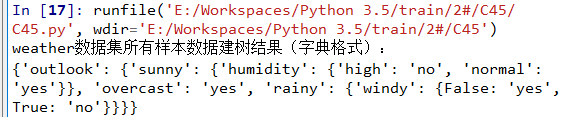 In [17]: runfile('E:/Workspaces/Python 3.5/train/2#/C45/
C45.py', wdir='E:/Workspaces/Python 3.5/train/2#/C45')
weather数据集所有样本数据建树结果（字典格式）：
{'outlook': {'sunny': {'humidity': {'high': 'no', 'normal':
'yes'}}, 'overcast': 'yes', 'rainy': {'windy': {False: 'yes',
True: 'no'}}}}